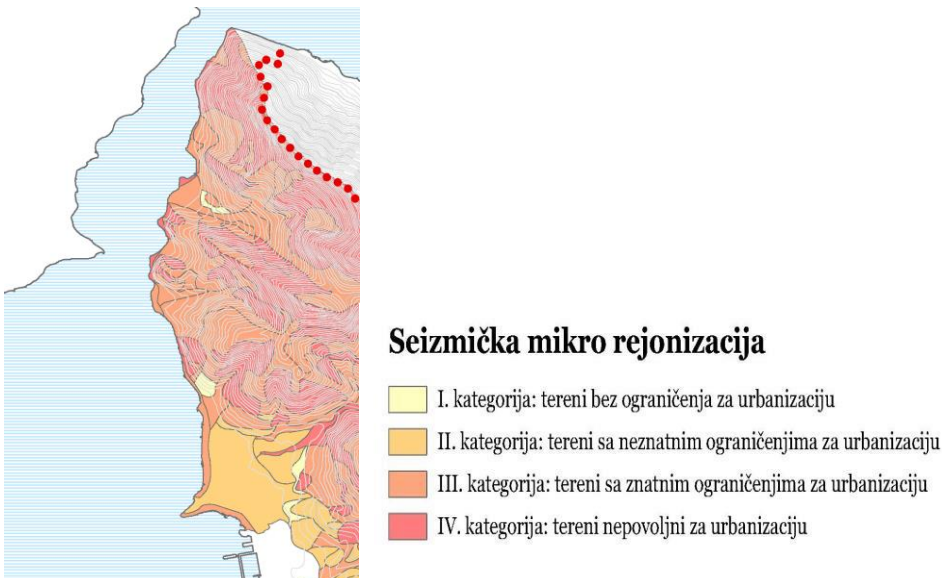 Seizmička mikro rejonizacija
I. kategorija: tereni bez ograničenja za urbanizaciju
II. kategorija: tereni sa neznatnim ograničenjima za urbanizaciju
III. kategorija: tereni sa znatnim ograničenjima za urbanizaciju
IV. kategorija: tereni nepovoljni za urbanizaciju